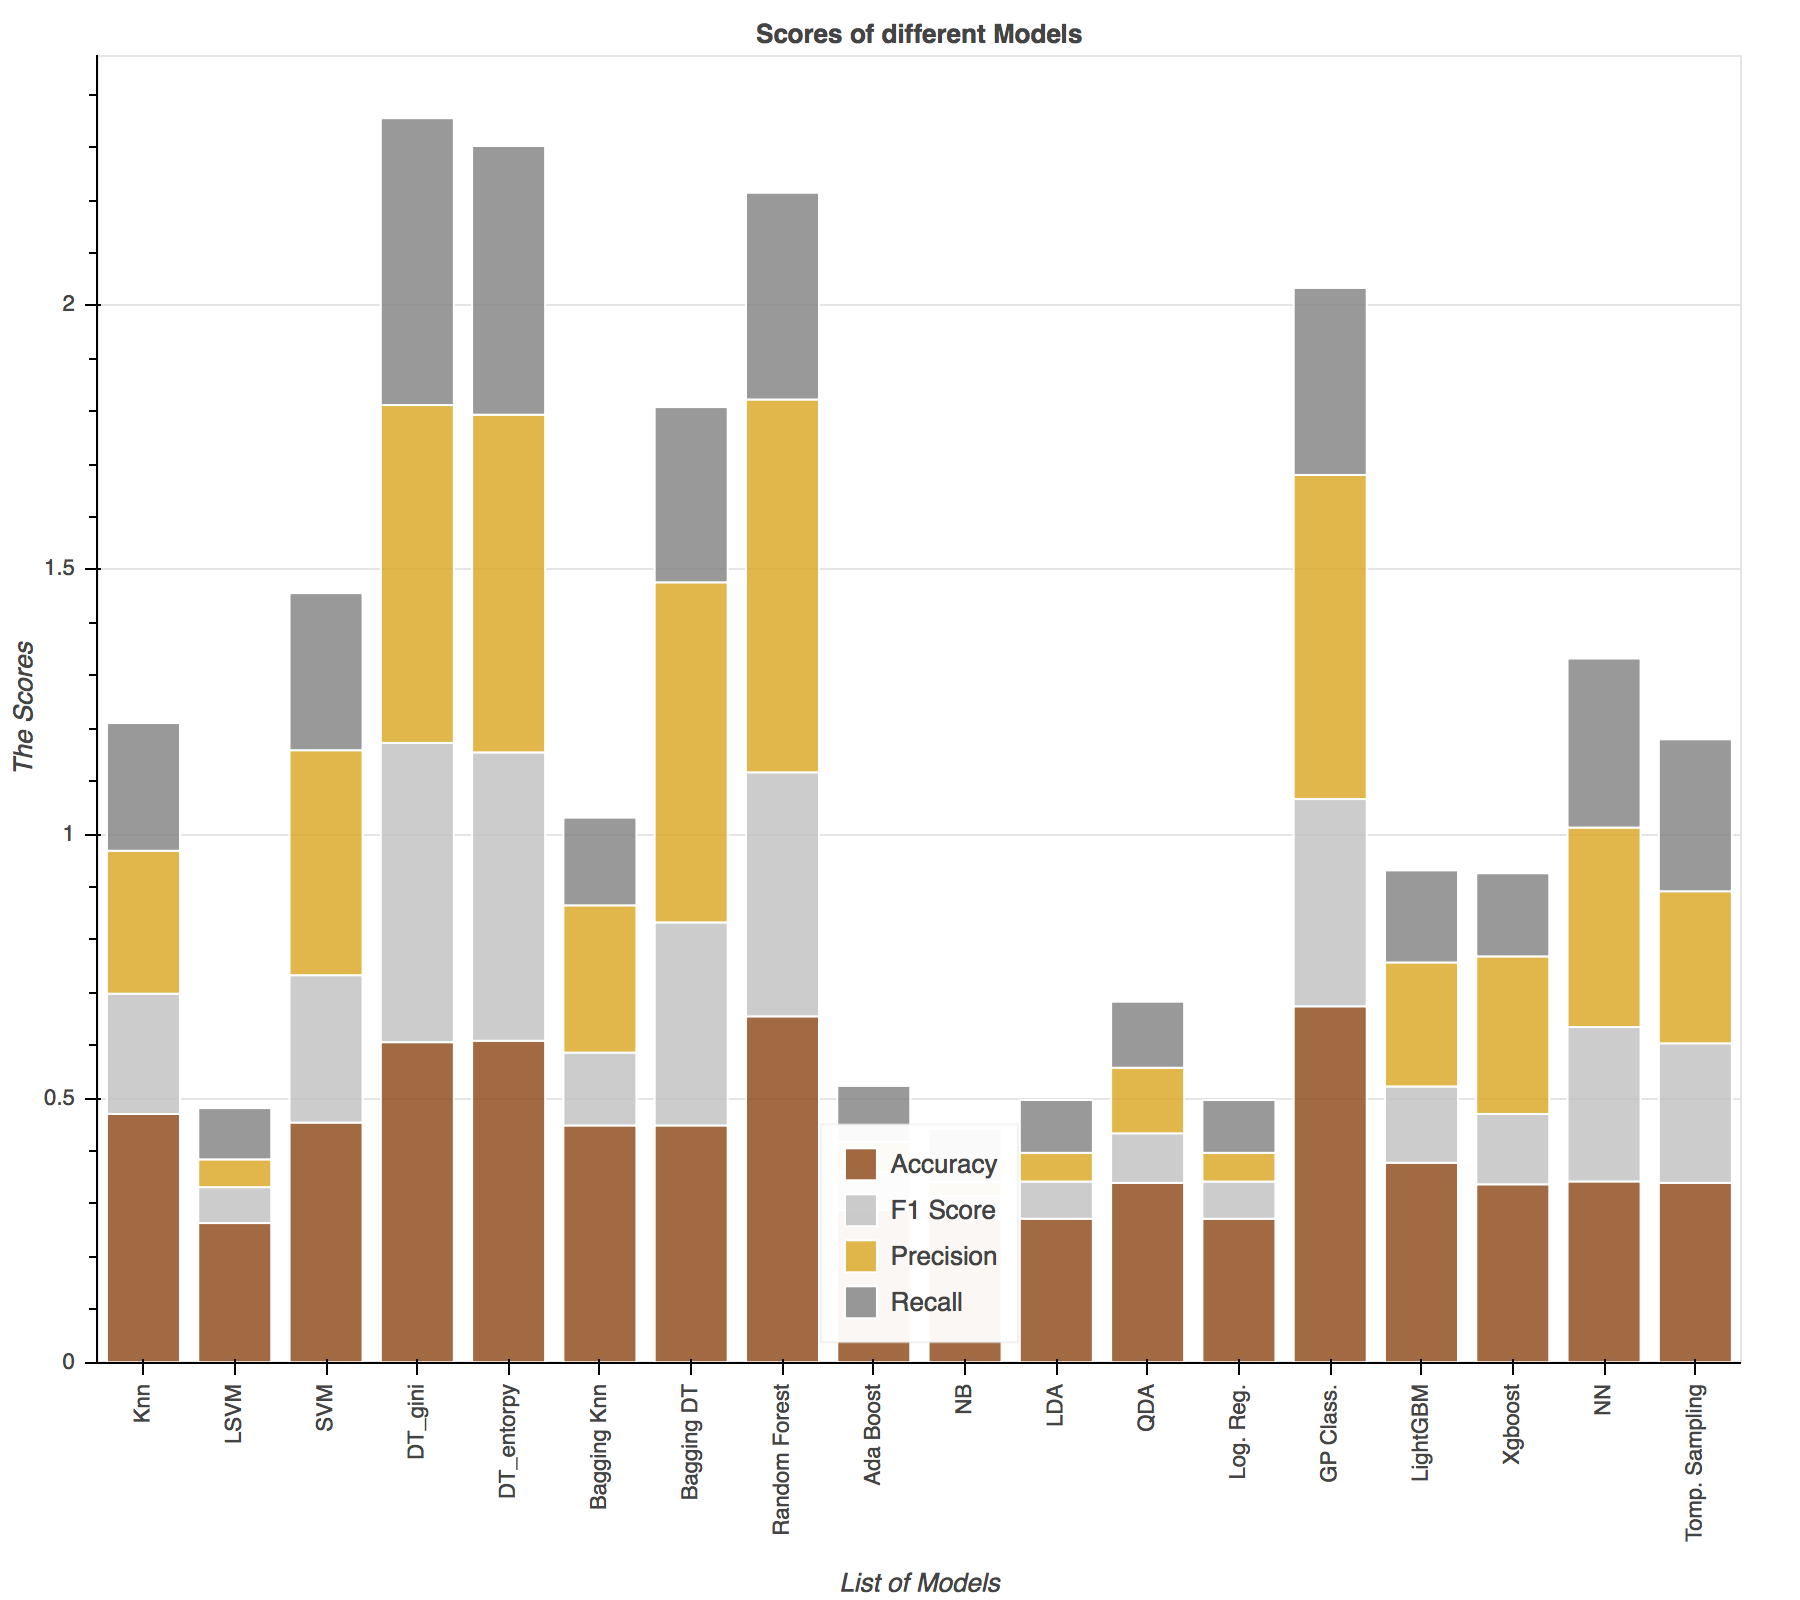 Scores of different Models
The Scores
2
1.5
1
0.5
0
Accuracy
F1 Score
Precision
Recall
Knn
LSVM
SVM
DT_gini
DT_entorpy
Bagging Knn
Bagging DT
Random Forest
Ada Boost
NB
LDA
QDA
Log. Reg.
GP Class.
LightGBM
Xgboost
NN
Tomp. Sampling
List of Models